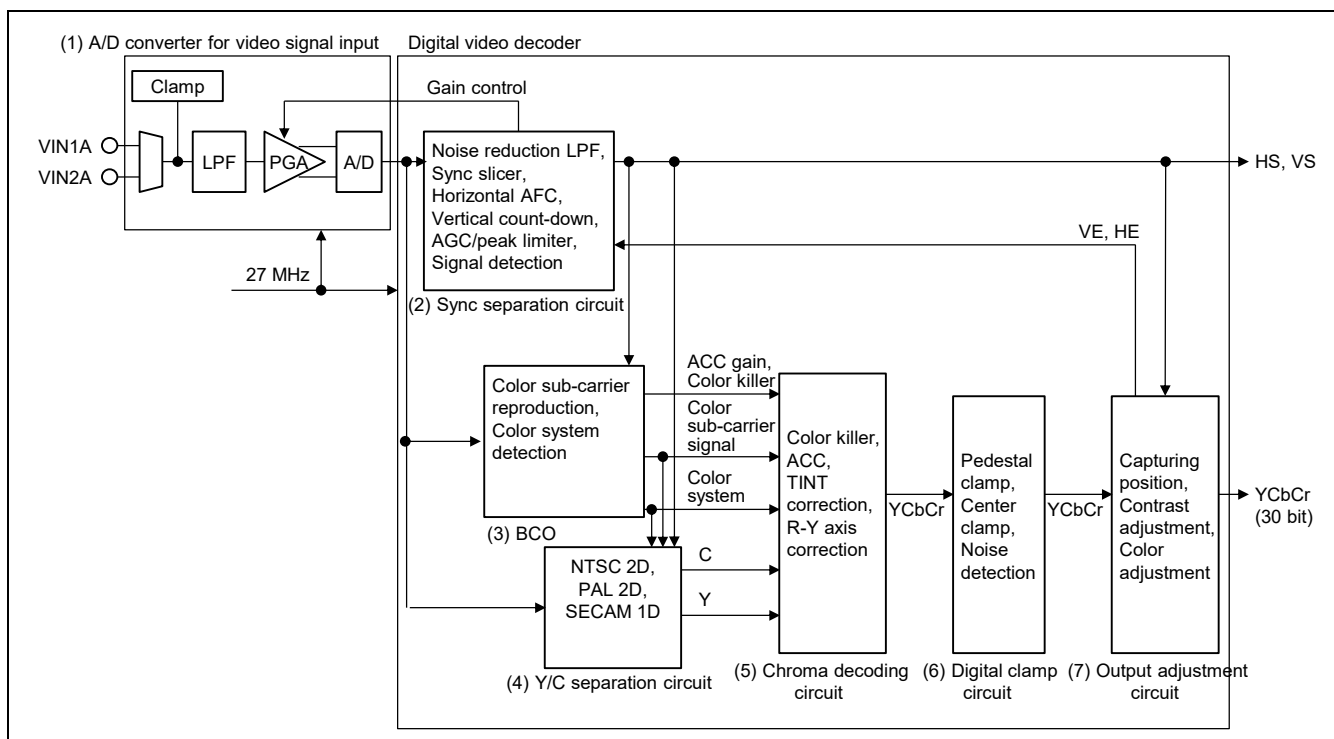 (1) A/D converter for video signal input
Digital video decoder
Clamp
Gain control
VIN1A
VIN2A
LPF
PGA
A/D
Noise reduction LPF,
Sync slicer,
Horizontal AFC,
Vertical count-down,
AGC/peak limiter,
Signal detection
HS, VS
VE, HE
27 MHz
(2) Sync separation circuit
Color sub-carrier
reproduction,
Color system
detection
(3) BCO
ACC gain,
Color killer
Color
sub-carrier
signal
Color
system
NTSC 2D,
PAL 2D,
SECAM 1D
C
Y
(4) Y/C separation circuit
Color killer,
ACC,
TINT
correction,
R-Y axis
correction
(5) Chroma decoding
circuit
YCbCr
Pedestal
clamp,
Center
clamp,
Noise
detection
(6) Digital clamp
circuit
YCbCr
Capturing
position,
Contrast
adjustment,
Color
adjustment
(7) Output adjustment
circuit
YCbCr
(30 bit)